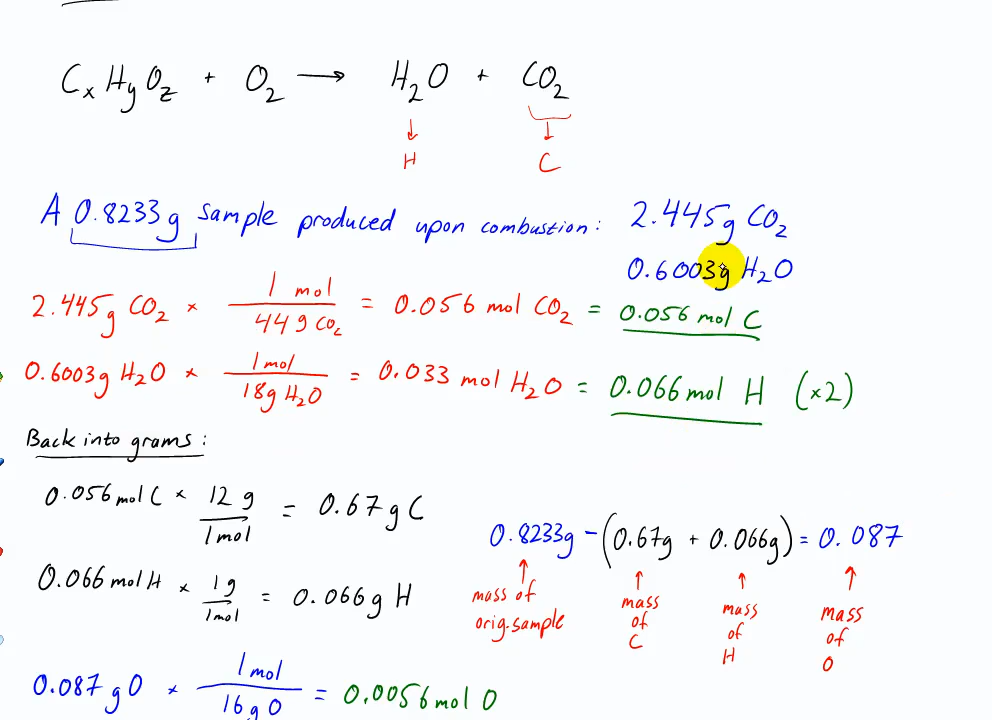 CxHyOz + O2 → H2O + CO2
↓ ↓
H C
A 0.8233g sample produced upon combustion: 2.445g CO2
0.6003g H2O
2.445g CO2 × 1 mol / 44 g CO2 = 0.056 mol CO2 = 0.056 mol C
0.6003g H2O × 1 mol / 18g H2O = 0.033 mol H2O = 0.066 mol H (×2)
Back into grams:
0.056 mol C × 12 g / 1 mol = 0.67 g C
0.8233g - (0.67g + 0.066g) = 0.087
↑ ↑ ↑ ↑
mass of orig. sample
mass of C
mass of H
mass of O
0.066 mol H × 1g / 1 mol = 0.066 g H
0.087 g O × 1 mol / 16 g O = 0.0056 mol O